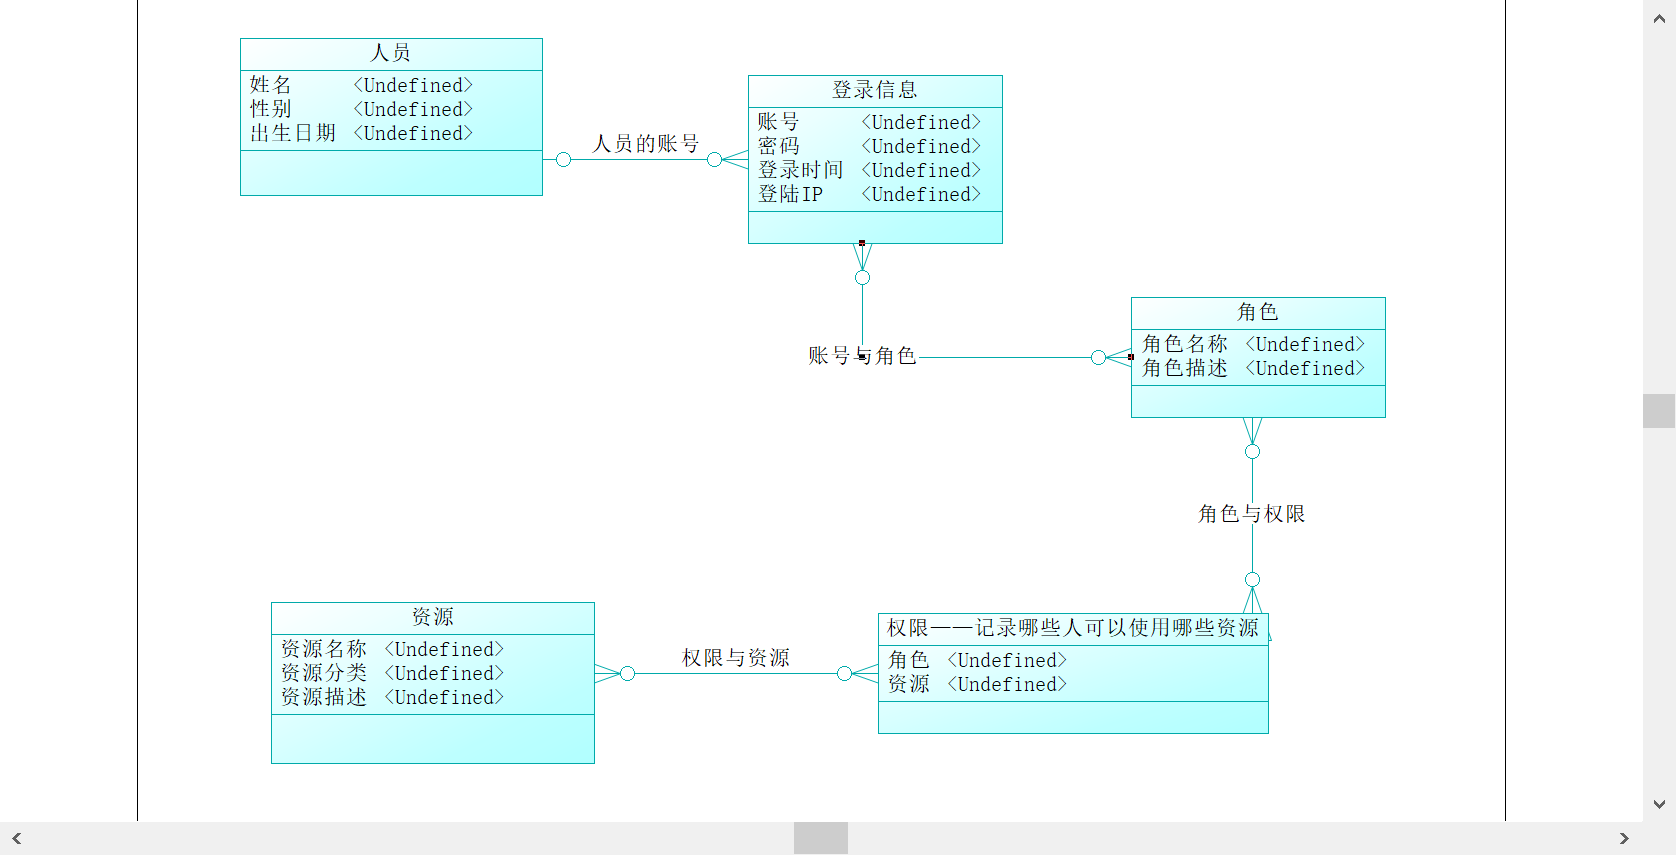 人员
姓名 <Undefined>
性别 <Undefined>
出生日期 <Undefined>
人员的账号
登录信息
账号 <Undefined>
密码 <Undefined>
登录时间 <Undefined>
登陆IP <Undefined>
账号与角色
角色
角色名称 <Undefined>
角色描述 <Undefined>
角色与权限
资源
资源名称 <Undefined>
资源分类 <Undefined>
资源描述 <Undefined>
权限与资源
权限——记录哪些人可以使用哪些资源
角色 <Undefined>
资源 <Undefined>